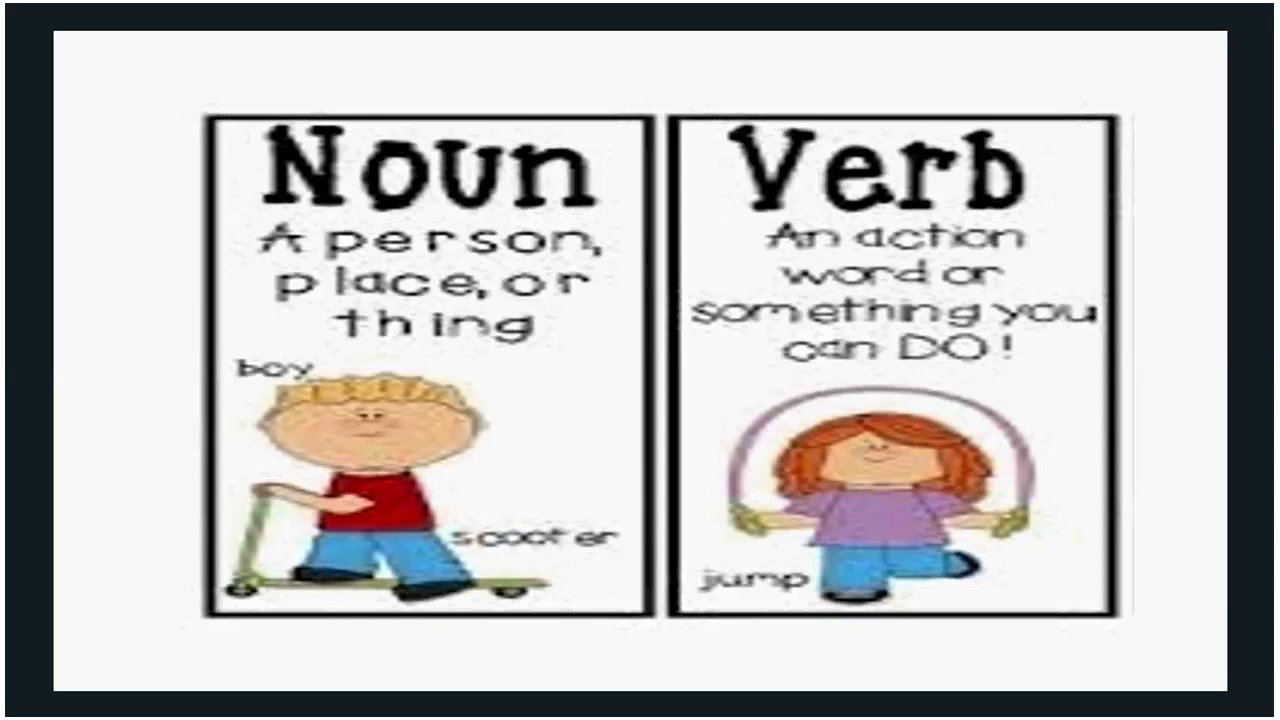 Noun
A person,
place, or
thing
boy
scooter
Verb
An action
word or
something you
can DO!
jump